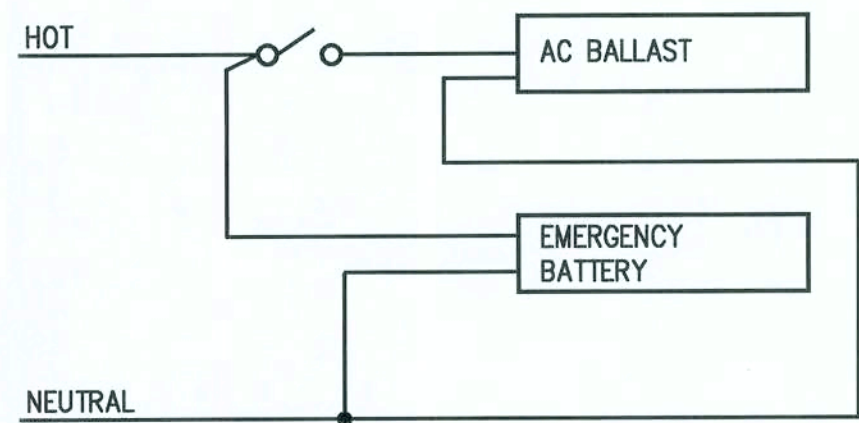 HOT
AC BALLAST
EMERGENCY
BATTERY
NEUTRAL